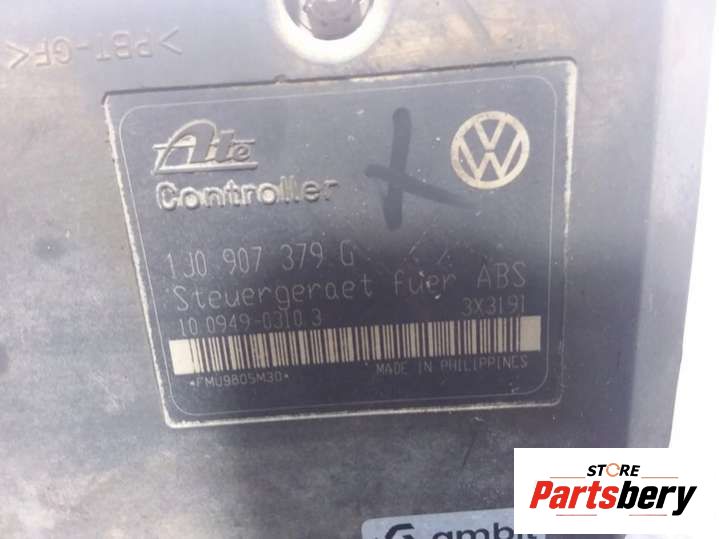 >PBT-GF<
Ate
Controller
1J0 907 379 G
Steuergeraet fuer ABS
10 0949-0310 3 3X3191
MADE IN PHILIPPINES
*FMU9805M30*
STORE
Partsbery